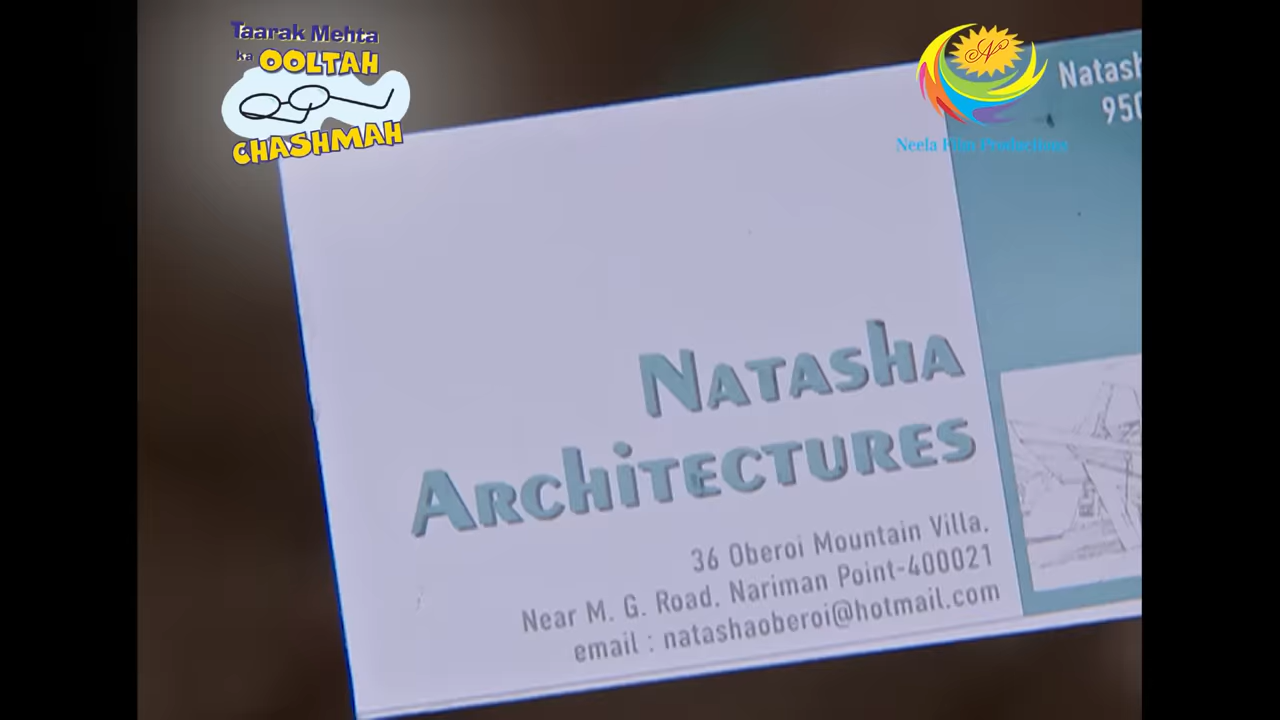 Taarak Mehta
ka OOLTAH
CHASHMAH
N
Neela Film Productions
Natash
950
NATASHA
ARCHITECTURES
36 Oberoi Mountain Villa.
Near M. G. Road. Nariman Point-400021
email : natashaoberoi@hotmail.com